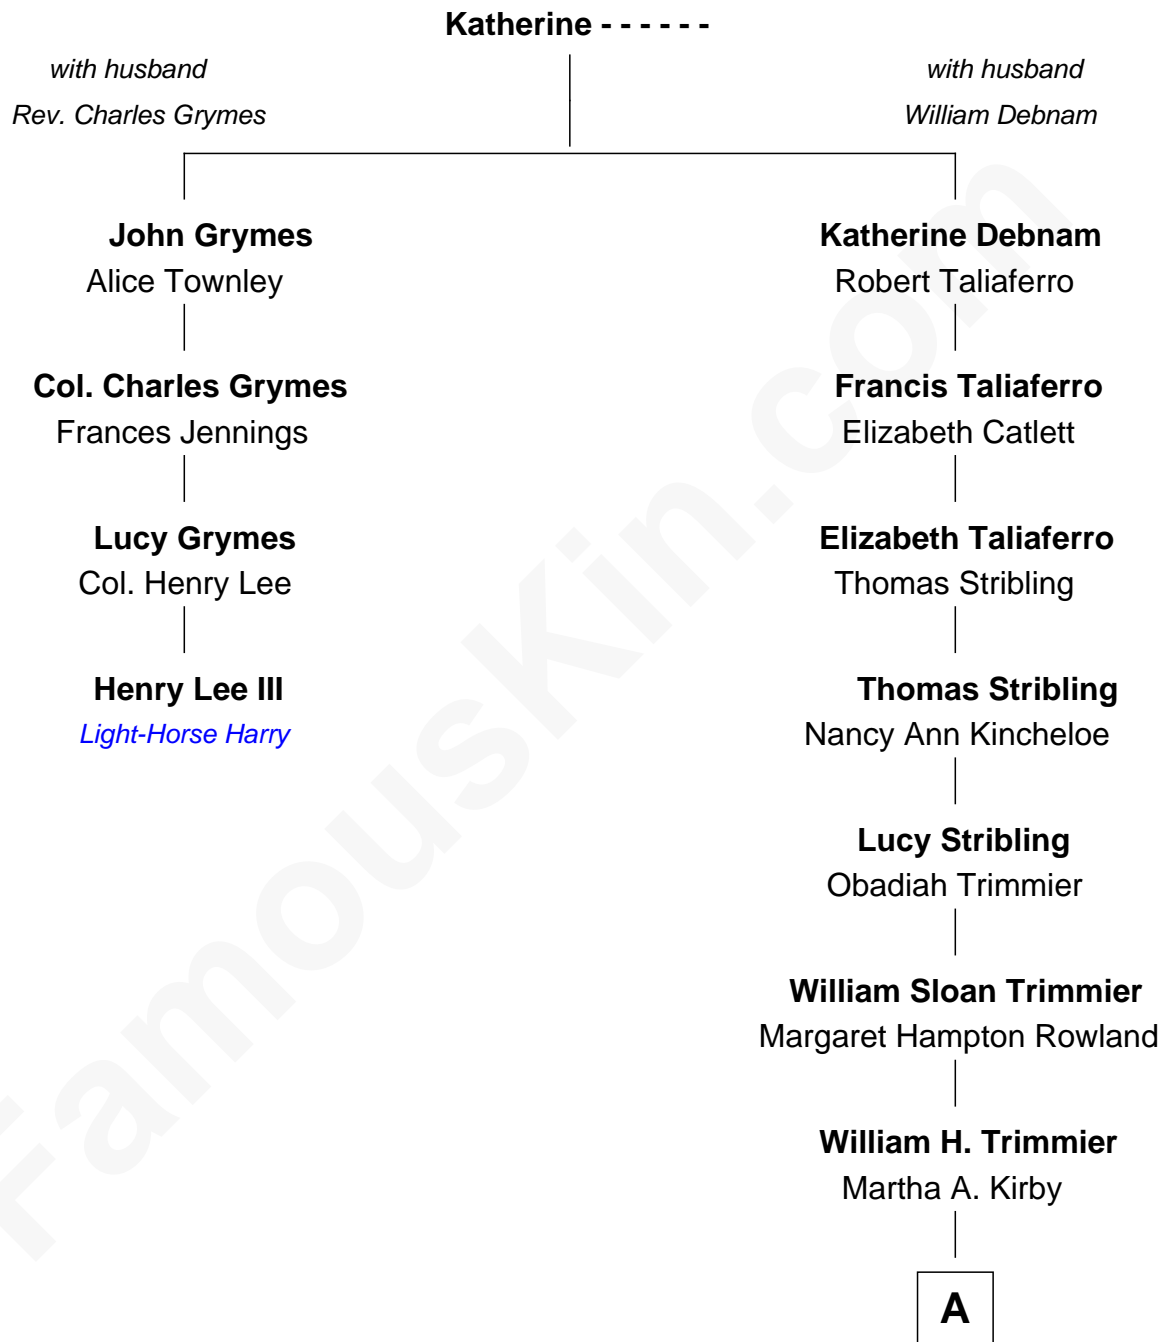 Katherine - - - - - -
with husband
Rev. Charles Grymes
with husband
William Debnam
John Grymes
Alice Townley
Col. Charles Grymes
Frances Jennings
Lucy Grymes
Col. Henry Lee
Henry Lee III
Light-Horse Harry
Katherine Debnam
Robert Taliaferro
Francis Taliaferro
Elizabeth Catlett
Elizabeth Taliaferro
Thomas Stribling
Thomas Stribling
Nancy Ann Kincheloe
Lucy Stribling
Obadiah Trimmier
William Sloan Trimmier
Margaret Hampton Rowland
William H. Trimmier
Martha A. Kirby
A
FamousKin.com